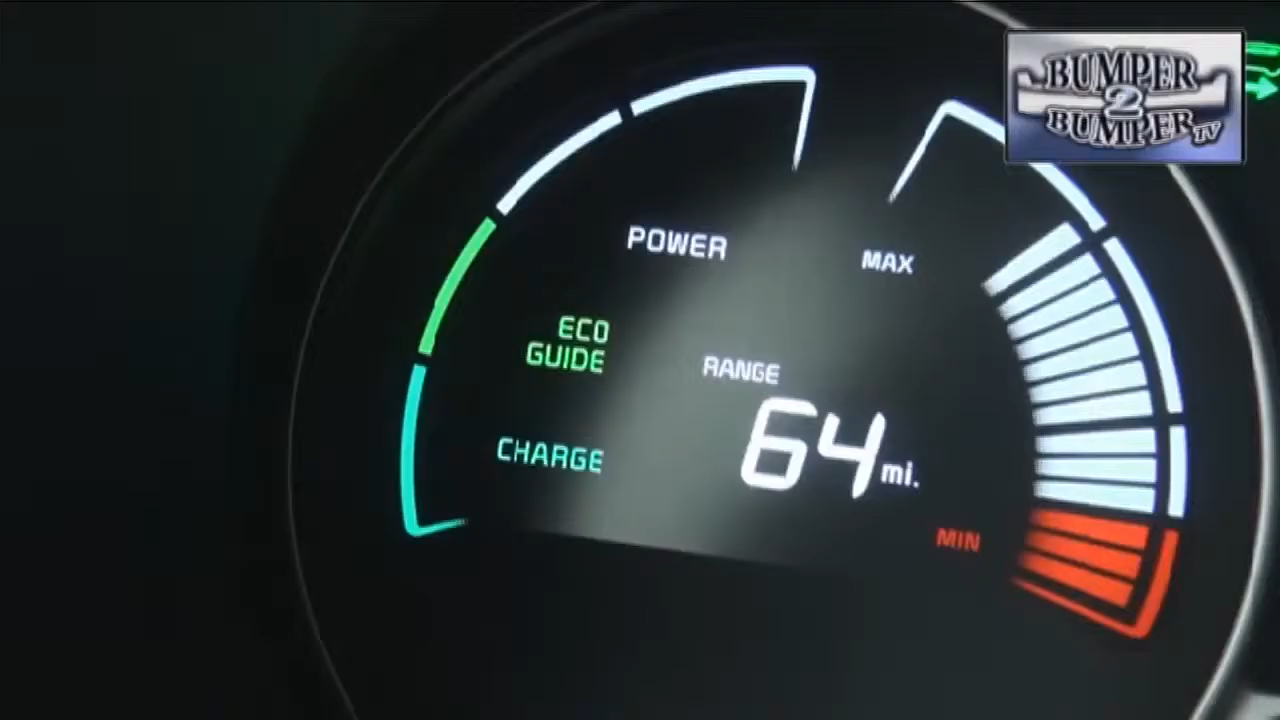 BUMPER
2
BUMPER TV
POWER
MAX
ECO
GUIDE
RANGE
64 mi.
CHARGE
MIN